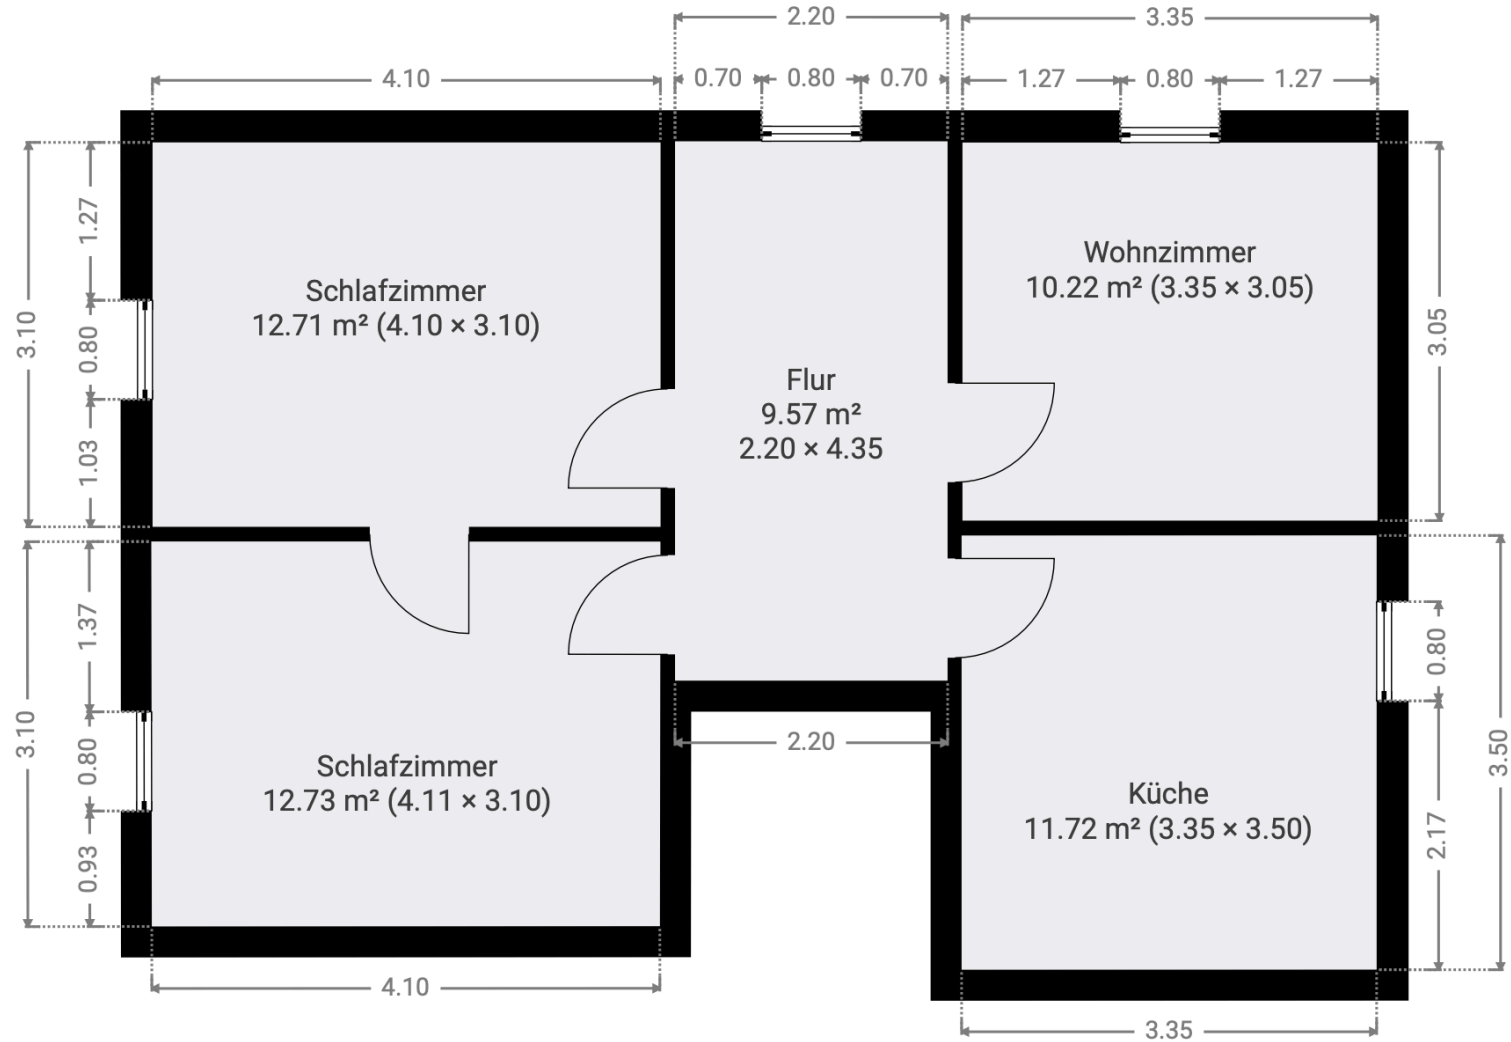 2.20
3.35
4.10
0.70
0.80
0.70
1.27
0.80
1.27
3.10
1.27
0.80
1.03
Schlafzimmer
12.71 m² (4.10 × 3.10)
Flur
9.57 m²
2.20 × 4.35
Wohnzimmer
10.22 m² (3.35 × 3.05)
3.05
3.10
1.37
0.80
0.93
Schlafzimmer
12.73 m² (4.11 × 3.10)
2.20
Küche
11.72 m² (3.35 × 3.50)
0.80
2.17
3.50
4.10
3.35